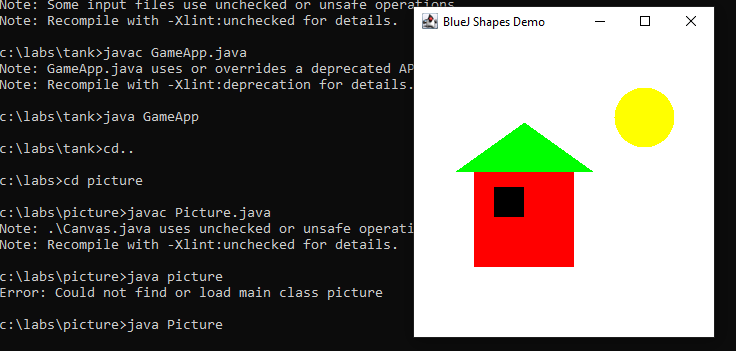 Note: Some input files use unchecked or unsafe operations.
Note: Recompile with -Xlint:unchecked for details.
c:\labs\tank>javac GameApp.java
Note: GameApp.java uses or overrides a deprecated AP
Note: Recompile with -Xlint:deprecation for details.
c:\labs\tank>java GameApp
c:\labs\tank>cd..
c:\labs>cd picture
c:\labs\picture>javac Picture.java
Note: .\Canvas.java uses unchecked or unsafe operati
Note: Recompile with -Xlint:unchecked for details.
c:\labs\picture>java picture
Error: Could not find or load main class picture
c:\labs\picture>java Picture
BlueJ Shapes Demo